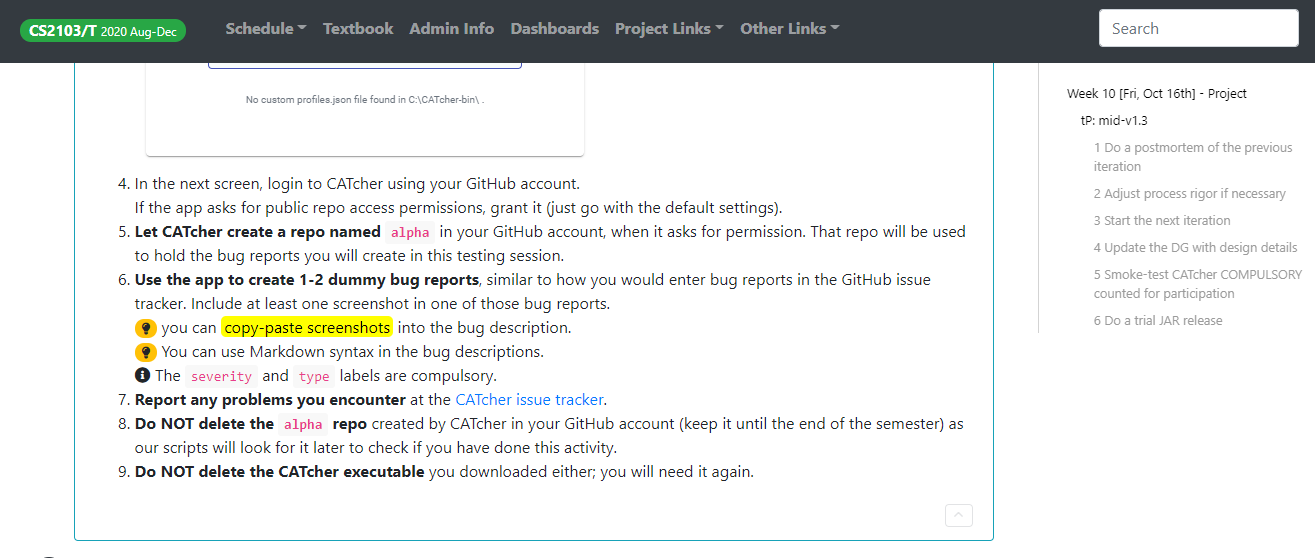 CS2103/T 2020 Aug-Dec
Schedule
Textbook
Admin Info
Dashboards
Project Links
Other Links
Search
No custom profiles.json file found in C:\CATcher-bin\ .
4. In the next screen, login to CATcher using your GitHub account.
If the app asks for public repo access permissions, grant it (just go with the default settings).
5. Let CATcher create a repo named alpha in your GitHub account, when it asks for permission. That repo will be used
to hold the bug reports you will create in this testing session.
6. Use the app to create 1-2 dummy bug reports, similar to how you would enter bug reports in the GitHub issue
tracker. Include at least one screenshot in one of those bug reports.
you can copy-paste screenshots into the bug description.
You can use Markdown syntax in the bug descriptions.
The severity and type labels are compulsory.
7. Report any problems you encounter at the CATcher issue tracker.
8. Do NOT delete the alpha repo created by CATcher in your GitHub account (keep it until the end of the semester) as
our scripts will look for it later to check if you have done this activity.
9. Do NOT delete the CATcher executable you downloaded either; you will need it again.
Week 10 [Fri, Oct 16th] - Project
tP: mid-v1.3
1 Do a postmortem of the previous
iteration
2 Adjust process rigor if necessary
3 Start the next iteration
4 Update the DG with design details
5 Smoke-test CATcher COMPULSORY
counted for participation
6 Do a trial JAR release